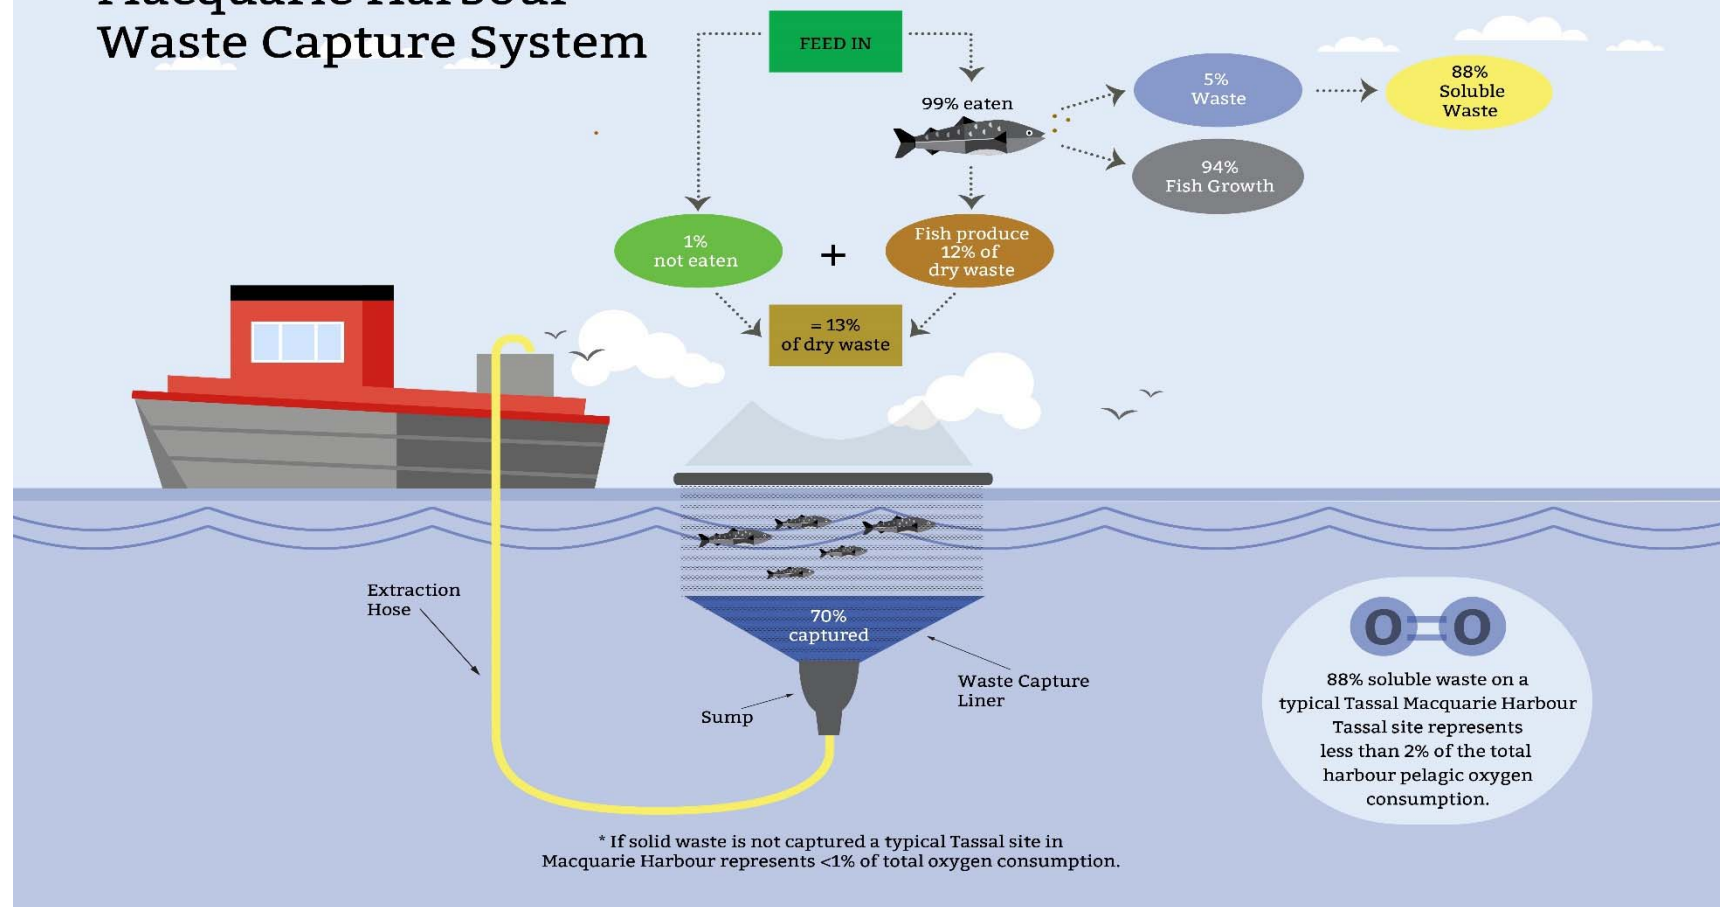 Macquarie Harbour
Waste Capture System
FEED IN
99% eaten
5%
Waste
88%
Soluble
Waste
94%
Fish Growth
1%
not eaten
+
Fish produce
12% of
dry waste
= 13%
of dry waste
Extraction
Hose
70%
captured
Waste Capture
Liner
Sump
O=O
88% soluble waste on a
typical Tassal Macquarie Harbour
Tassal site represents
less than 2% of the total
harbour pelagic oxygen
consumption.
* If solid waste is not captured a typical Tassal site in
Macquarie Harbour represents <1% of total oxygen consumption.